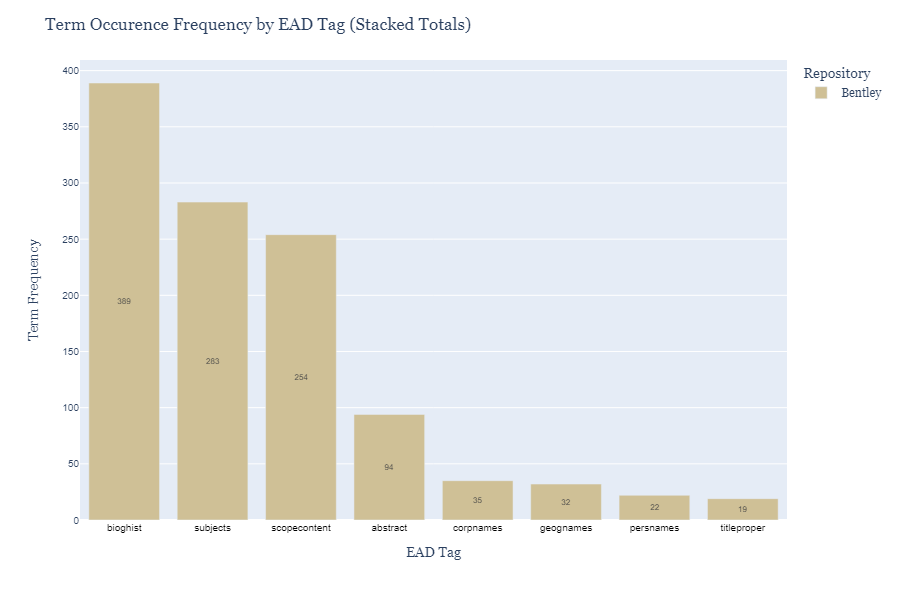 Term Occurence Frequency by EAD Tag (Stacked Totals)
Repository
Bentley
Term Frequency
400
350
300
250
200
150
100
50
0
389
283
254
94
35
32
22
19
bioghist
subjects
scopecontent
abstract
corpnames
geognames
persnames
titleproper
EAD Tag